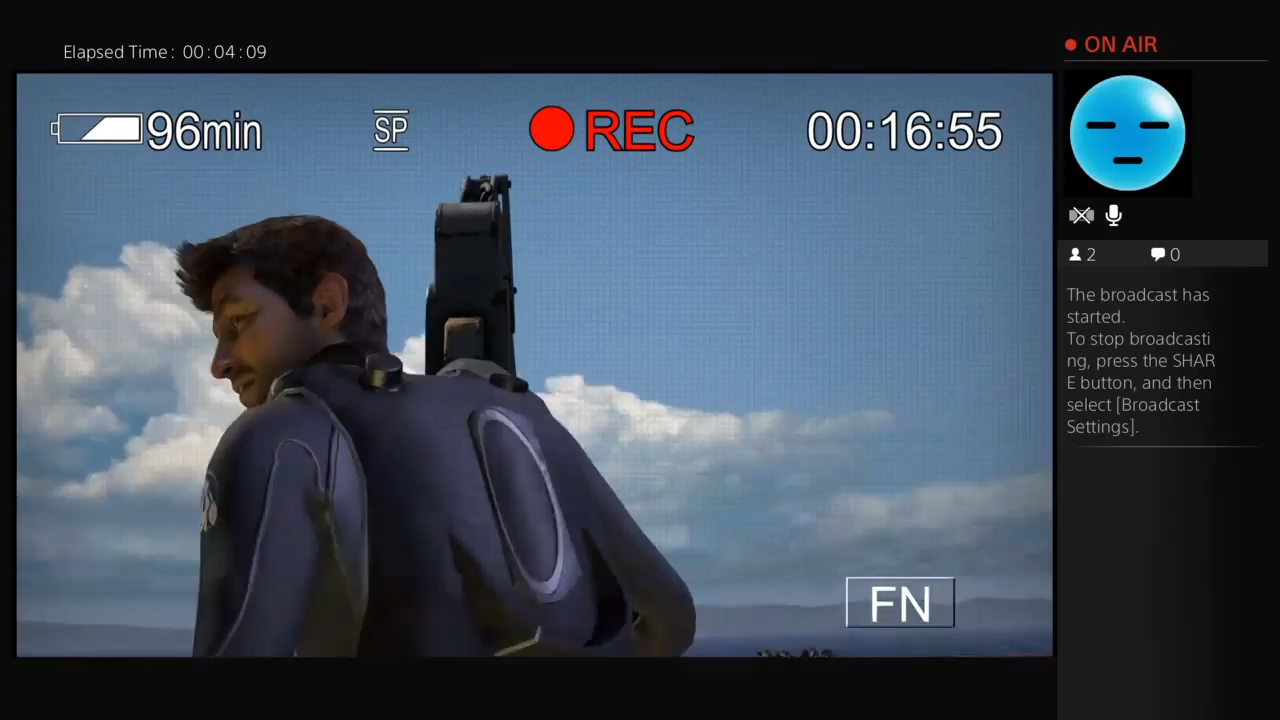 Elapsed Time: 00:04:09
ON AIR
96min
SP
REC
00:16:55
2
0
The broadcast has
started.
To stop broadcasti
ng, press the SHAR
E button, and then
select [Broadcast
Settings].
FN